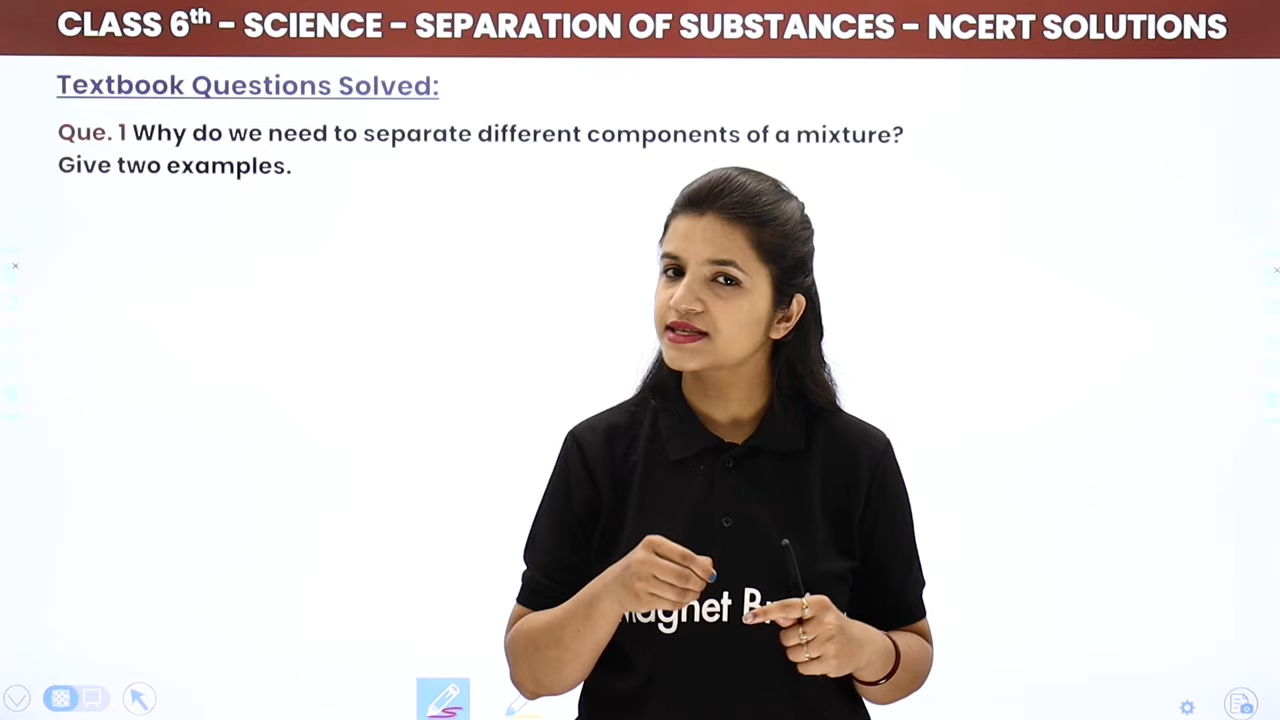 CLASS 6th – SCIENCE – SEPARATION OF SUBSTANCES – NCERT SOLUTIONS
Textbook Questions Solved:
Que. 1 Why do we need to separate different components of a mixture?
Give two examples.
Magnet